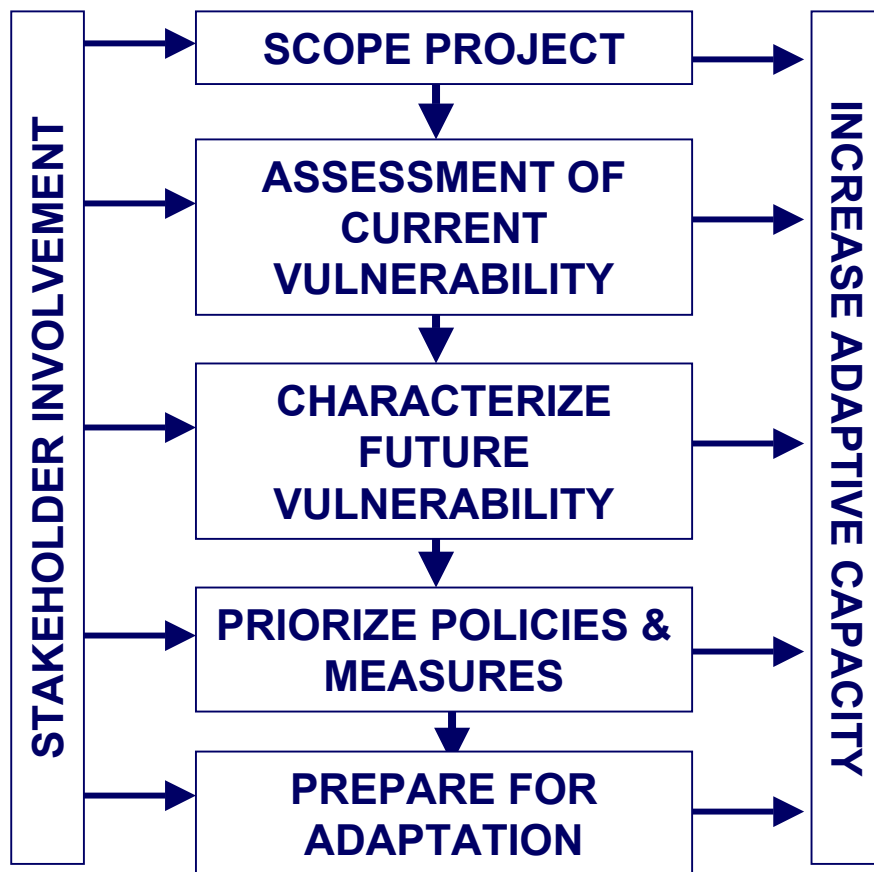 STAKEHOLDER INVOLVEMENT
SCOPE PROJECT
ASSESSMENT OF
CURRENT
VULNERABILITY
CHARACTERIZE
FUTURE
VULNERABILITY
PRIORIZE POLICIES &
MEASURES
PREPARE FOR
ADAPTATION
INCREASE ADAPTIVE CAPACITY